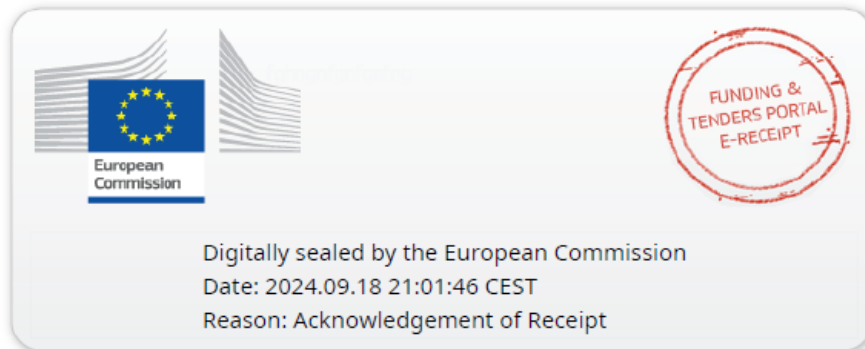 European
Commission
FUNDING &
TENDERS PORTAL
E-RECEIPT
Digitally sealed by the European Commission
Date: 2024.09.18 21:01:46 CEST
Reason: Acknowledgement of Receipt